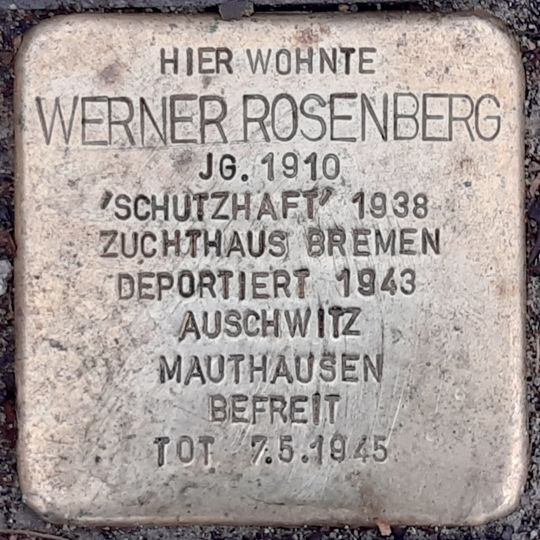 HIER WOHNTE
WERNER ROSENBERG
JG. 1910
'SCHUTZHAFT' 1938
ZUCHTHAUS BREMEN
DEPORTIERT 1943
AUSCHWITZ
MAUTHAUSEN
BEFREIT
TOT 7.5.1945